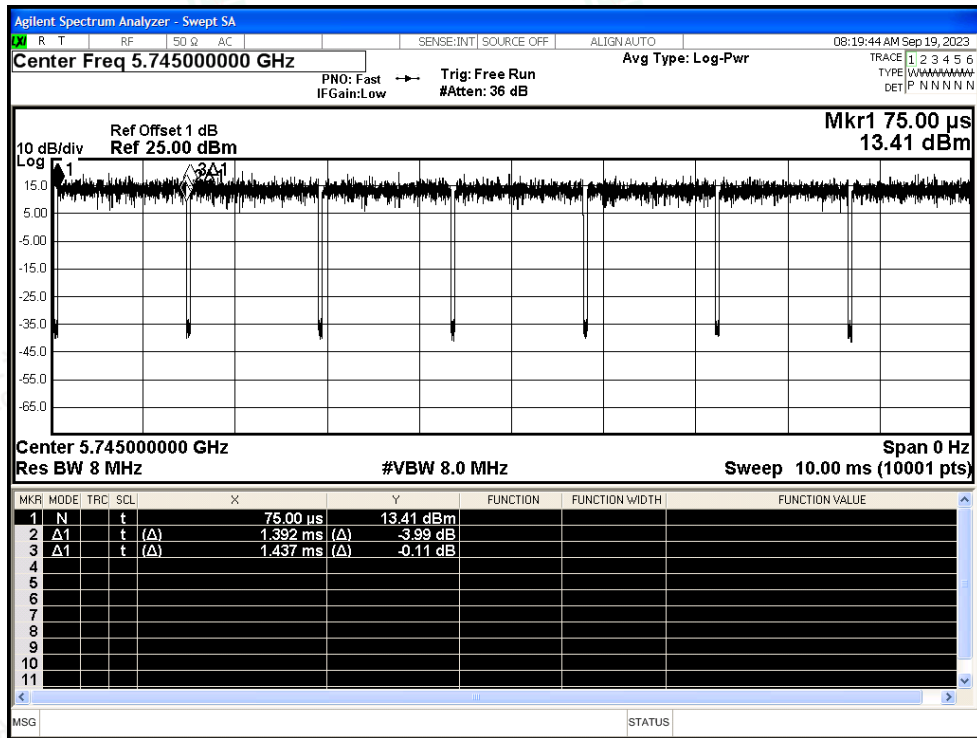 Agilent Spectrum Analyzer - Swept SA
LXI R T RF 50 Ω AC SENSE:INT SOURCE OFF ALIGN AUTO 08:19:44 AM Sep 19, 2023
Center Freq 5.745000000 GHz
PNO: Fast
IFGain:Low
Trig: Free Run
#Atten: 36 dB
Avg Type: Log-Pwr
TRACE 1 2 3 4 5 6
TYPE
DET P N N N N N
Mkr1 75.00 µs
13.41 dBm
Ref Offset 1 dB
10 dB/div Ref 25.00 dBm
Log
1
3Δ1
15.0
5.00
-5.00
-15.0
-25.0
-35.0
-45.0
-55.0
-65.0
Center 5.745000000 GHz Span 0 Hz
Res BW 8 MHz #VBW 8.0 MHz Sweep 10.00 ms (10001 pts)
MKR MODE TRC SCL X Y FUNCTION FUNCTION WIDTH FUNCTION VALUE
1 N t 75.00 µs 13.41 dBm
2 Δ1 t (Δ) 1.392 ms (Δ) -3.99 dB
3 Δ1 t (Δ) 1.437 ms (Δ) -0.11 dB
4
5
6
7
8
9
10
11
MSG STATUS